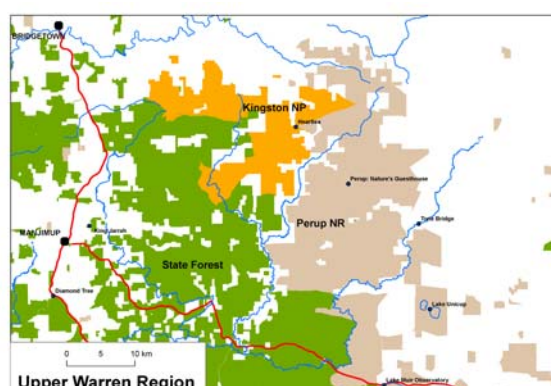 BRIDGETOWN
Kingston NP
Nearfles
Perup: Nature's Guesthouse
Perup NR
Tone Bridge
King Jarrah
MANJIMUP
State Forest
Diamond Tree
Lake Unicup
0 5 10 km
Lake Muir Observatory
Upper Warren Region